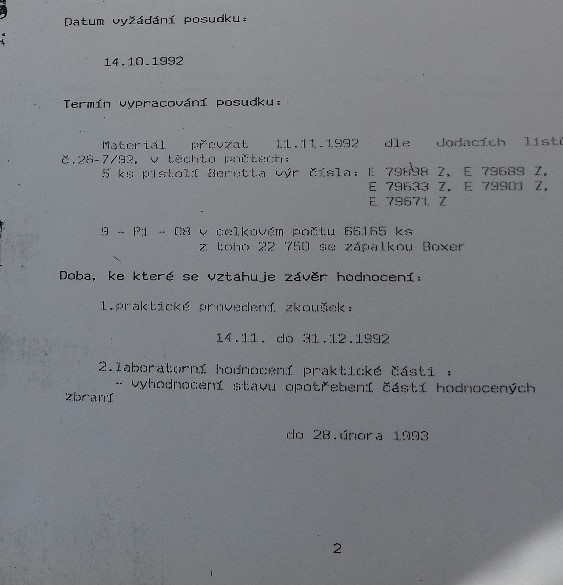 Datum vyžádání posudku:
14.10.1992
Termín vypracování posudku:
Materiál převzat 11.11.1992 dle dodacích listů
č.26-7/92, v těchto počtech:
5 ks pistolí Beretta výr čísla: E 79698 Z, E 79689 Z,
E 79633 Z, E 79901 Z,
E 79671 Z
9 - Pi - 08 v celkovém počtu 66165 ks
z toho 22 750 se zápalkou Boxer
Doba, ke které se vztahuje závěr hodnocení:
1.praktické provedení zkoušek:
14.11. do 31.12.1992
2.laboratorní hodnocení praktické části :
- vyhodnocení stavu opotřebení částí hodnocených
zbraní
do 28.února 1993
2